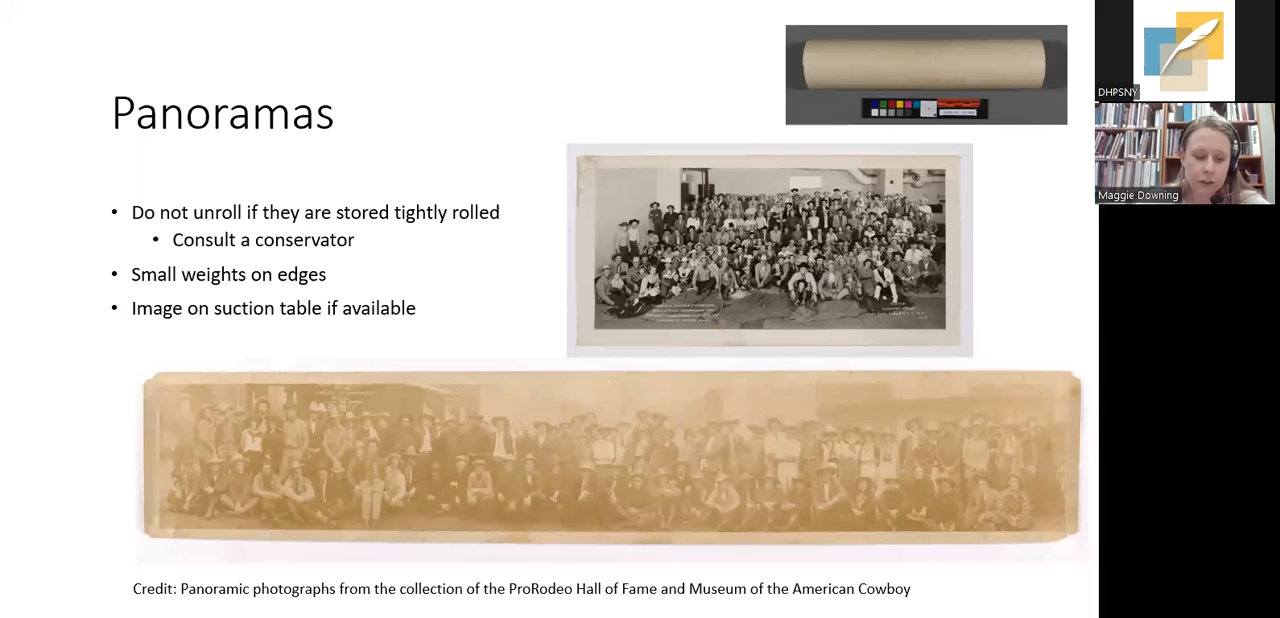 Panoramas
• Do not unroll if they are stored tightly rolled
• Consult a conservator
• Small weights on edges
• Image on suction table if available
Credit: Panoramic photographs from the collection of the ProRodeo Hall of Fame and Museum of the American Cowboy
DHPSNY
Maggie Downing